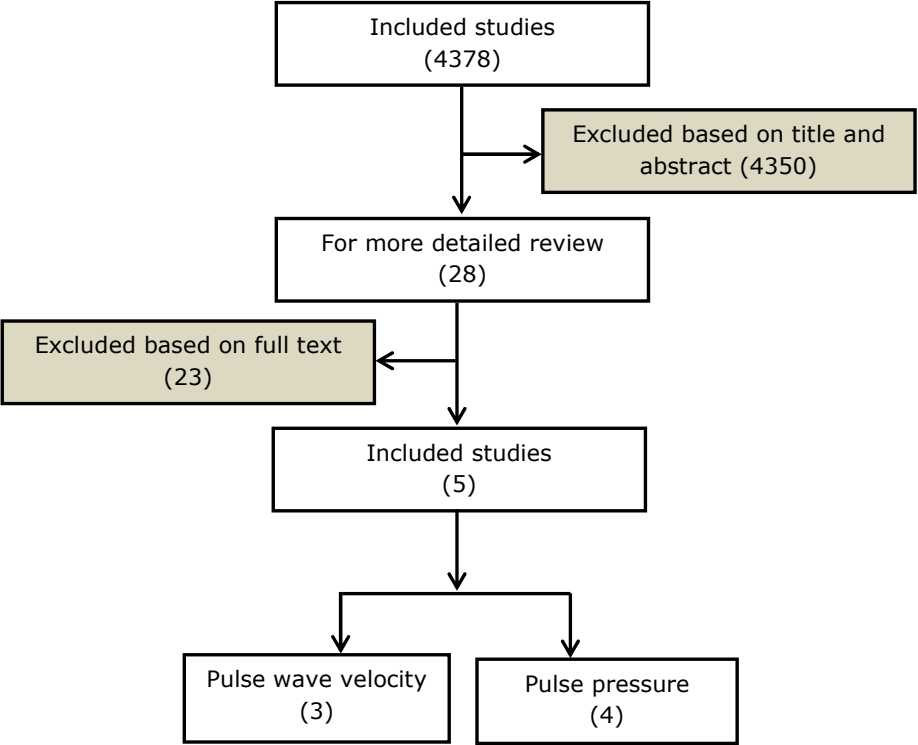 Included studies
(4378)
Excluded based on title and
abstract (4350)
For more detailed review
(28)
Excluded based on full text
(23)
Included studies
(5)
Pulse wave velocity
(3)
Pulse pressure
(4)